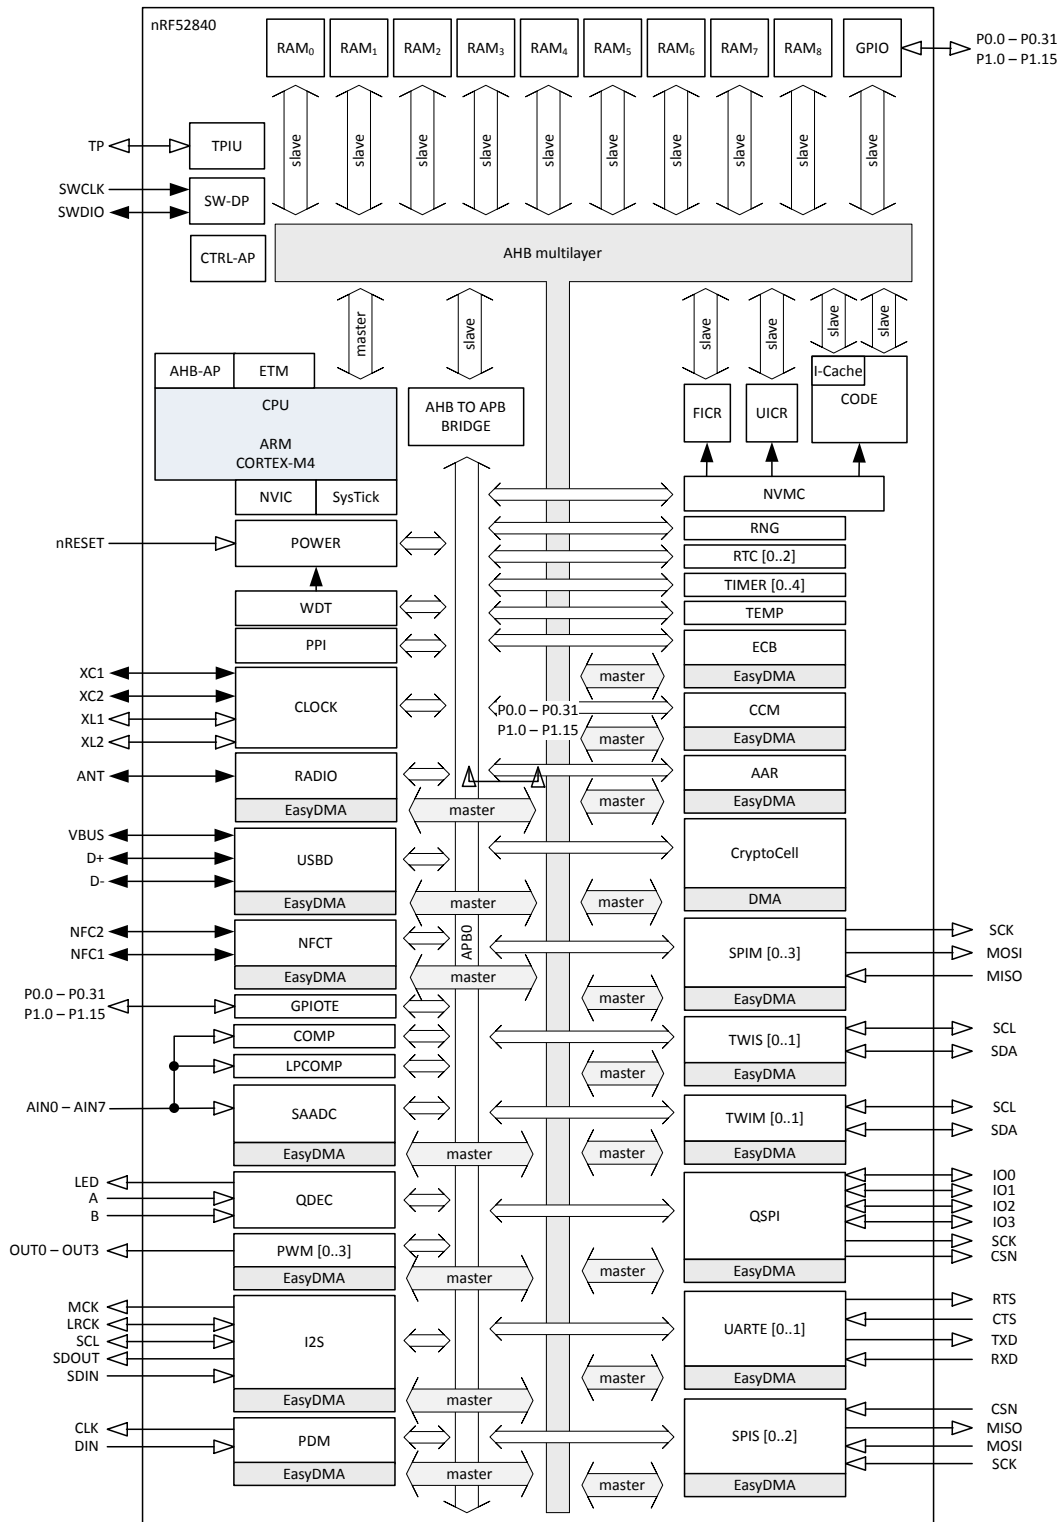 nRF52840
RAM0
RAM1
RAM2
RAM3
RAM4
RAM5
RAM6
RAM7
RAM8
GPIO
P0.0 – P0.31
P1.0 – P1.15
slave
slave
slave
slave
slave
slave
slave
slave
slave
slave
TP
TPIU
SWCLK
SWDIO
SW-DP
CTRL-AP
AHB multilayer
master
slave
slave
slave
slave
slave
AHB-AP
ETM
CPU
ARM
CORTEX-M4
NVIC
SysTick
AHB TO APB
BRIDGE
FICR
UICR
I-Cache
CODE
NVMC
nRESET
POWER
RNG
RTC [0..2]
TIMER [0..4]
WDT
TEMP
PPI
ECB
EasyDMA
master
XC1
XC2
XL1
XL2
CLOCK
P0.0 – P0.31
P1.0 – P1.15
CCM
EasyDMA
master
ANT
RADIO
EasyDMA
master
AAR
EasyDMA
master
VBUS
D+
D-
USBD
EasyDMA
master
CryptoCell
DMA
master
NFC2
NFC1
NFCT
EasyDMA
master
APB0
SPIM [0..3]
EasyDMA
master
SCK
MOSI
MISO
P0.0 – P0.31
P1.0 – P1.15
GPIOTE
COMP
LPCOMP
TWIS [0..1]
EasyDMA
master
SCL
SDA
AIN0 – AIN7
SAADC
EasyDMA
master
TWIM [0..1]
EasyDMA
master
SCL
SDA
LED
A
B
QDEC
QSPI
EasyDMA
master
IO0
IO1
IO2
IO3
SCK
CSN
OUT0 – OUT3
PWM [0..3]
EasyDMA
master
MCK
LRCK
SCL
SDOUT
SDIN
I2S
EasyDMA
master
UARTE [0..1]
EasyDMA
master
RTS
CTS
TXD
RXD
CLK
DIN
PDM
EasyDMA
master
SPIS [0..2]
EasyDMA
master
CSN
MISO
MOSI
SCK